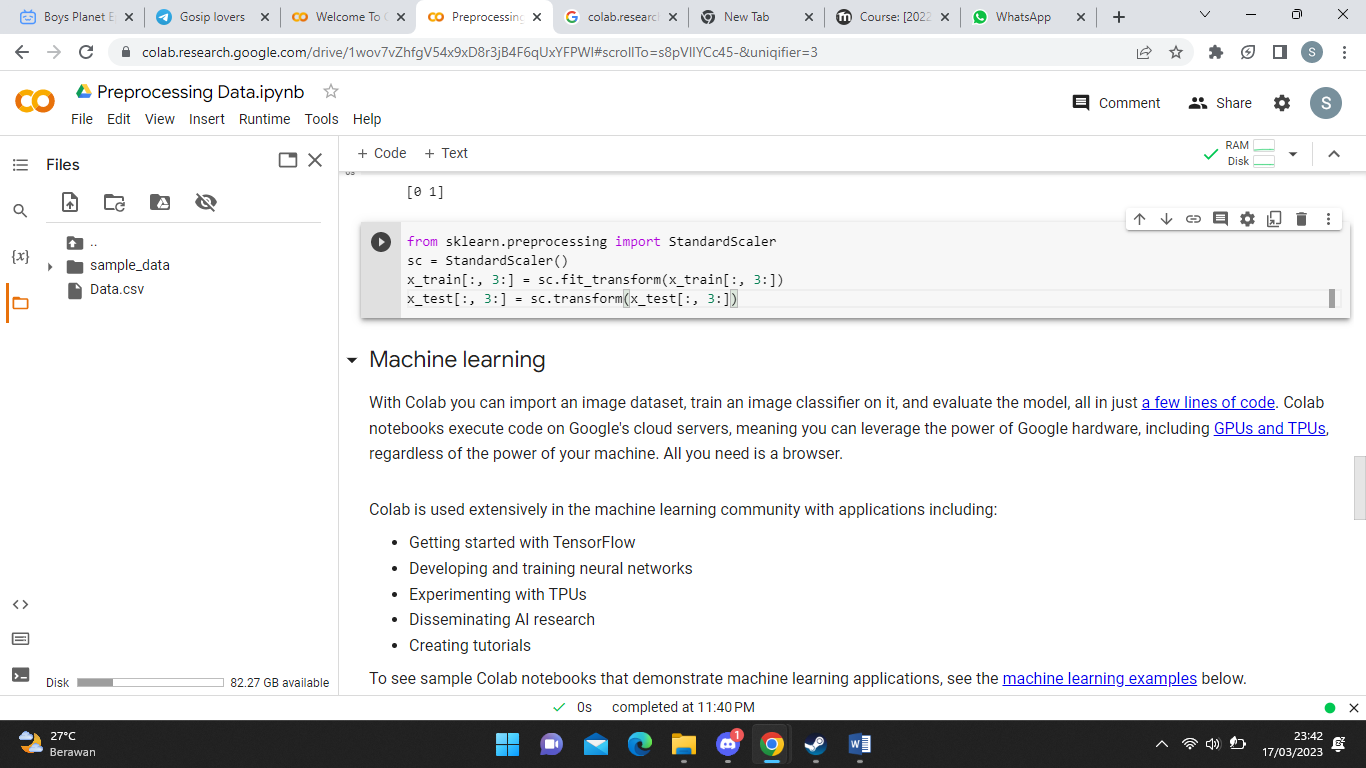 Boys Planet E
Gosip lovers
Welcome To C
Preprocessing
colab.research
New Tab
Course: [2022
WhatsApp
colab.research.google.com/drive/1wov7vZhfgV54x9xD8r3jB4F6qUxYFPWl#scrollTo=s8pVlIYCc45-&uniqifier=3
S
Preprocessing Data.ipynb
File Edit View Insert Runtime Tools Help
Comment
Share
S
Files
+ Code + Text
RAM
Disk
{x}
..
sample_data
Data.csv
0s
[0 1]
from sklearn.preprocessing import StandardScaler
sc = StandardScaler()
x_train[:, 3:] = sc.fit_transform(x_train[:, 3:])
x_test[:, 3:] = sc.transform(x_test[:, 3:])
Machine learning
With Colab you can import an image dataset, train an image classifier on it, and evaluate the model, all in just a few lines of code. Colab
notebooks execute code on Google's cloud servers, meaning you can leverage the power of Google hardware, including GPUs and TPUs,
regardless of the power of your machine. All you need is a browser.
Colab is used extensively in the machine learning community with applications including:
• Getting started with TensorFlow
• Developing and training neural networks
• Experimenting with TPUs
• Disseminating AI research
• Creating tutorials
To see sample Colab notebooks that demonstrate machine learning applications, see the machine learning examples below.
Disk 82.27 GB available
0s completed at 11:40 PM
27°C
Berawan
1
23:42
17/03/2023